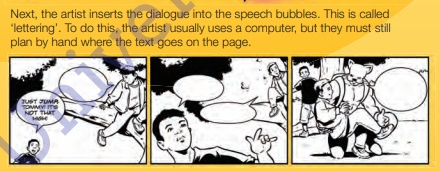 Next, the artist inserts the dialogue into the speech bubbles. This is called
‘lettering’. To do this, the artist usually uses a computer, but they must still
plan by hand where the text goes on the page.
JUST JUMP,
TOMMY! IT'S
NOT THAT
HIGH!